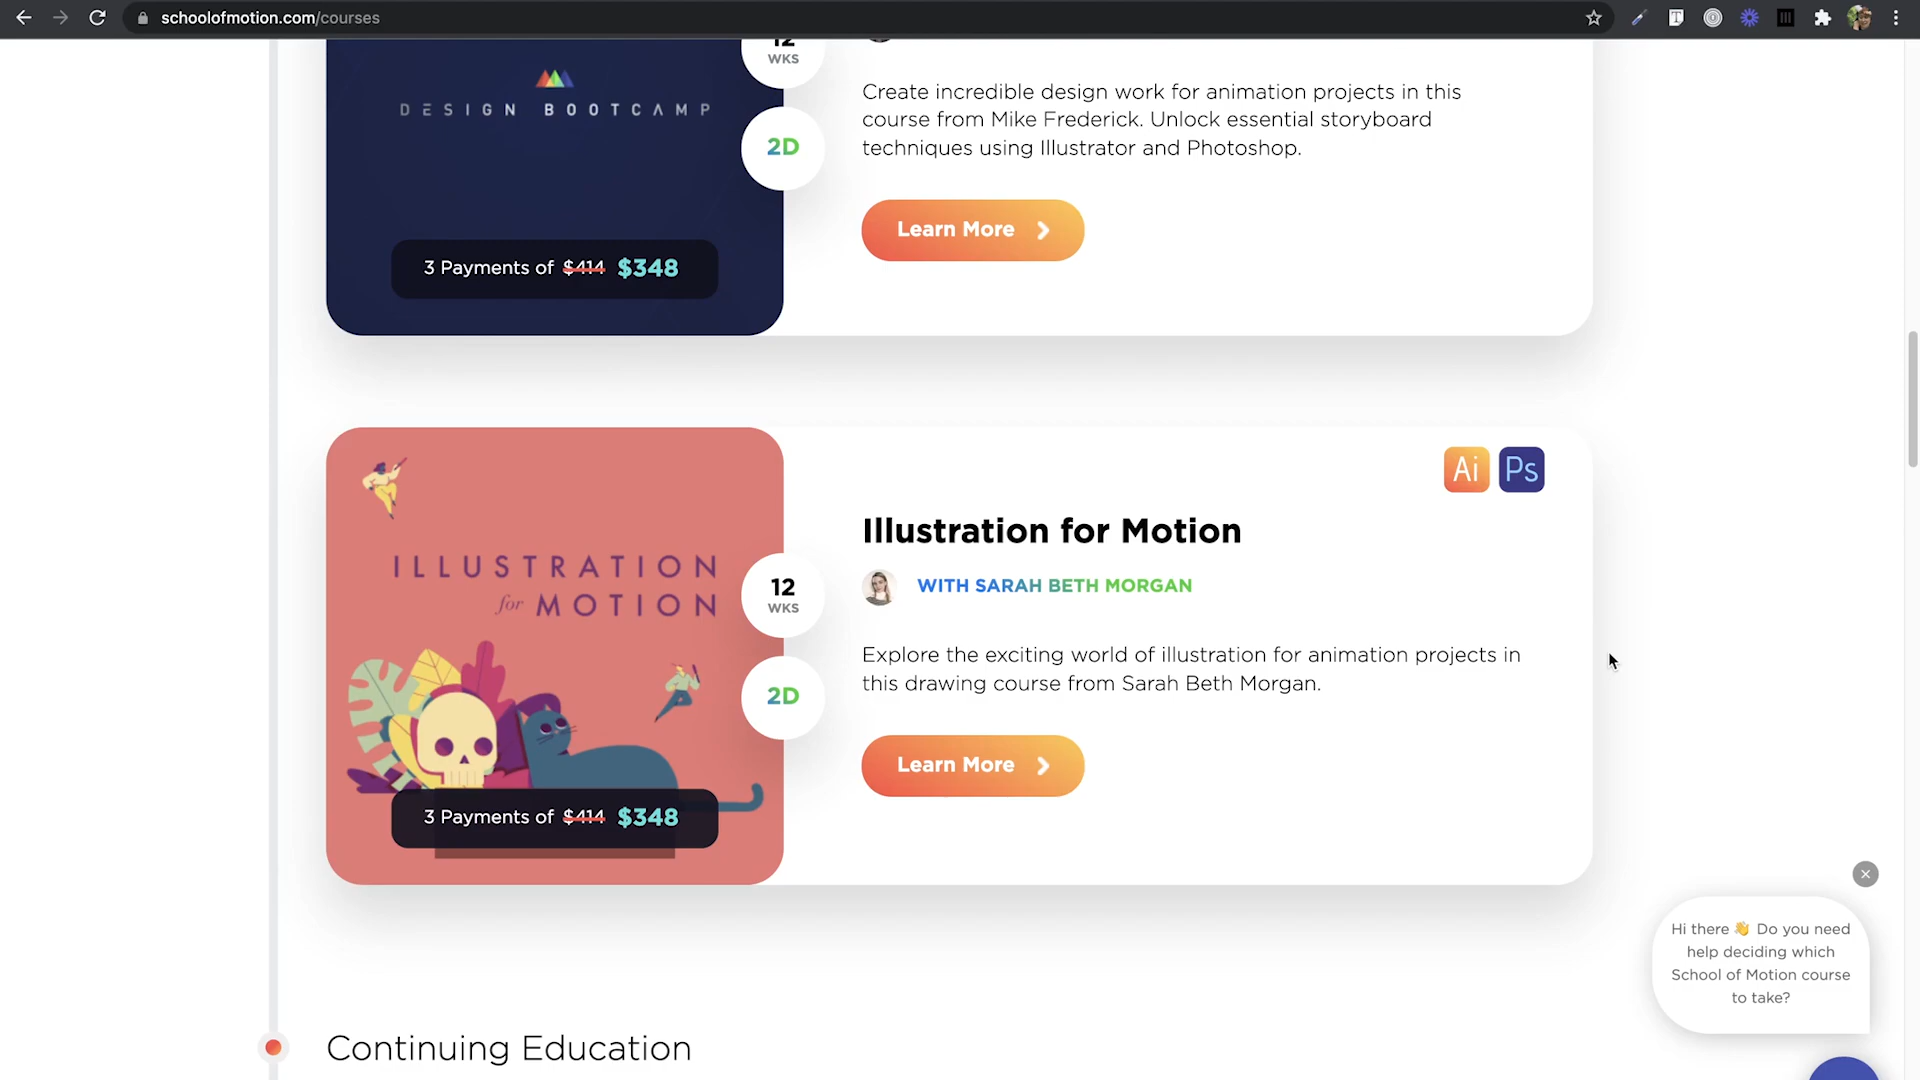 schoolofmotion.com/courses
12
WKS
DESIGN BOOTCAMP
2D
3 Payments of $414 $348
Create incredible design work for animation projects in this
course from Mike Frederick. Unlock essential storyboard
techniques using Illustrator and Photoshop.
Learn More
ILLUSTRATION
for MOTION
12
WKS
2D
3 Payments of $414 $348
Ai Ps
Illustration for Motion
WITH SARAH BETH MORGAN
Explore the exciting world of illustration for animation projects in
this drawing course from Sarah Beth Morgan.
Learn More
Hi there 👋 Do you need
help deciding which
School of Motion course
to take?
Continuing Education